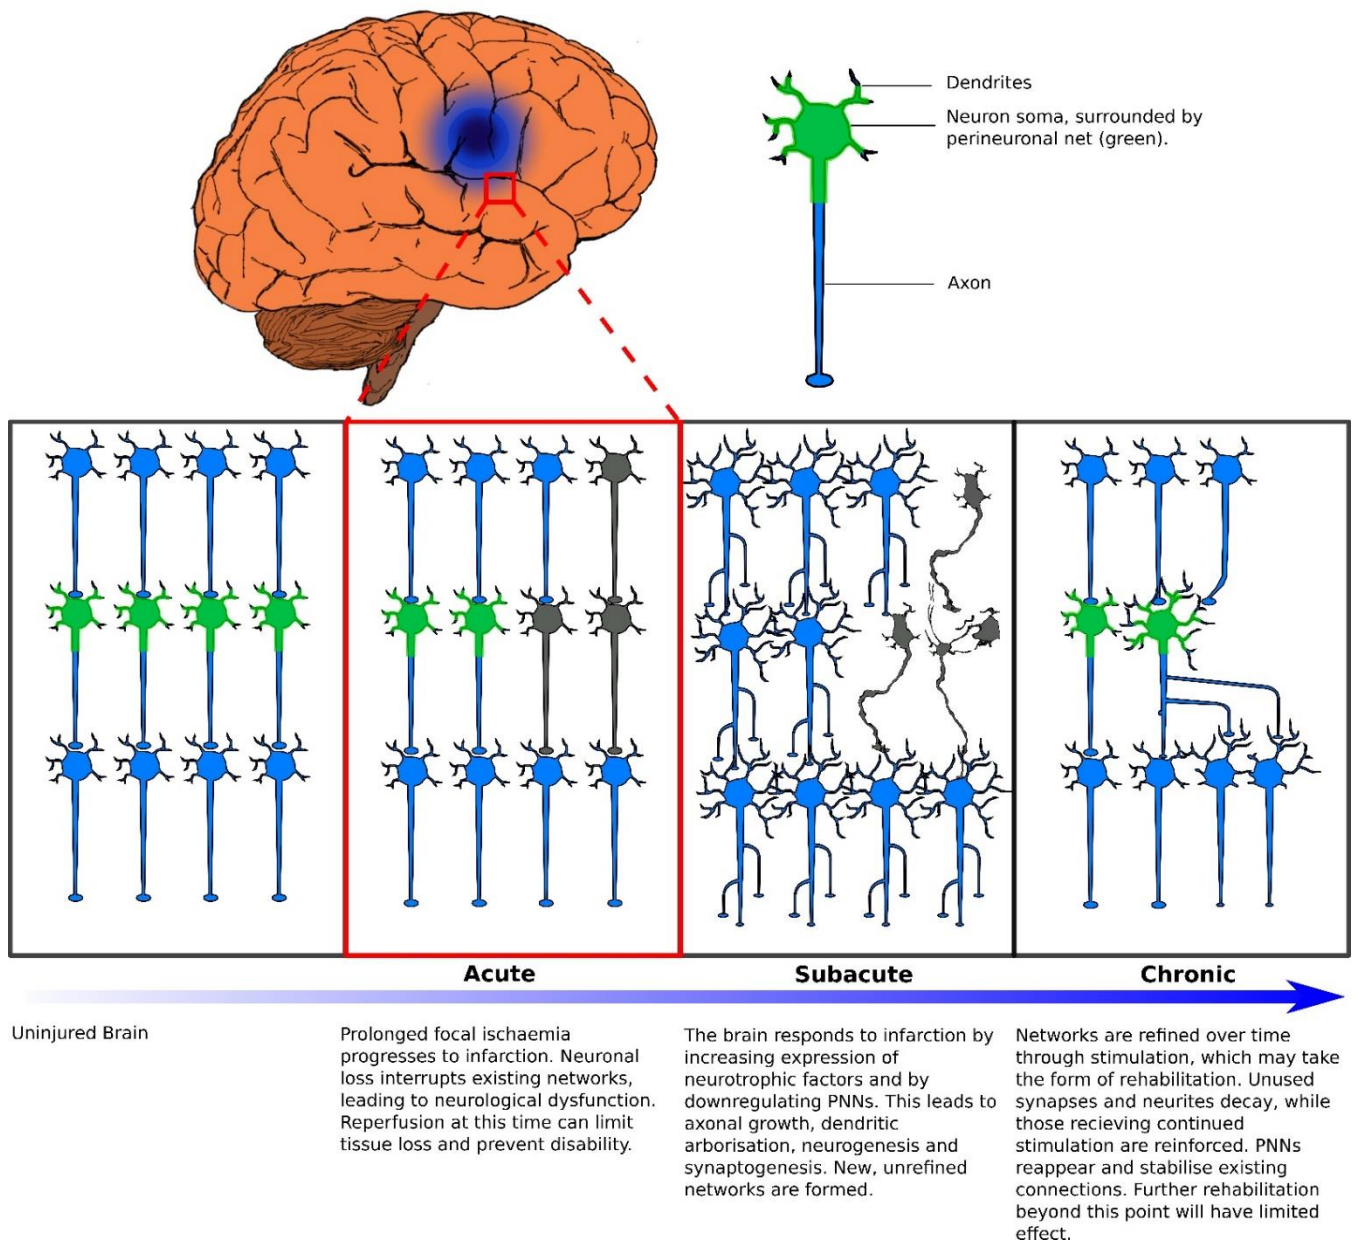 Dendrites
Neuron soma, surrounded by
perineuronal net (green).
Axon
Acute
Subacute
Chronic
Uninjured Brain
Prolonged focal ischaemia
progresses to infarction. Neuronal
loss interrupts existing networks,
leading to neurological dysfunction.
Reperfusion at this time can limit
tissue loss and prevent disability.
The brain responds to infarction by
increasing expression of
neurotrophic factors and by
downregulating PNNs. This leads to
axonal growth, dendritic
arborisation, neurogenesis and
synaptogenesis. New, unrefined
networks are formed.
Networks are refined over time
through stimulation, which may take
the form of rehabilitation. Unused
synapses and neurites decay, while
those recieving continued
stimulation are reinforced. PNNs
reappear and stabilise existing
connections. Further rehabilitation
beyond this point will have limited
effect.